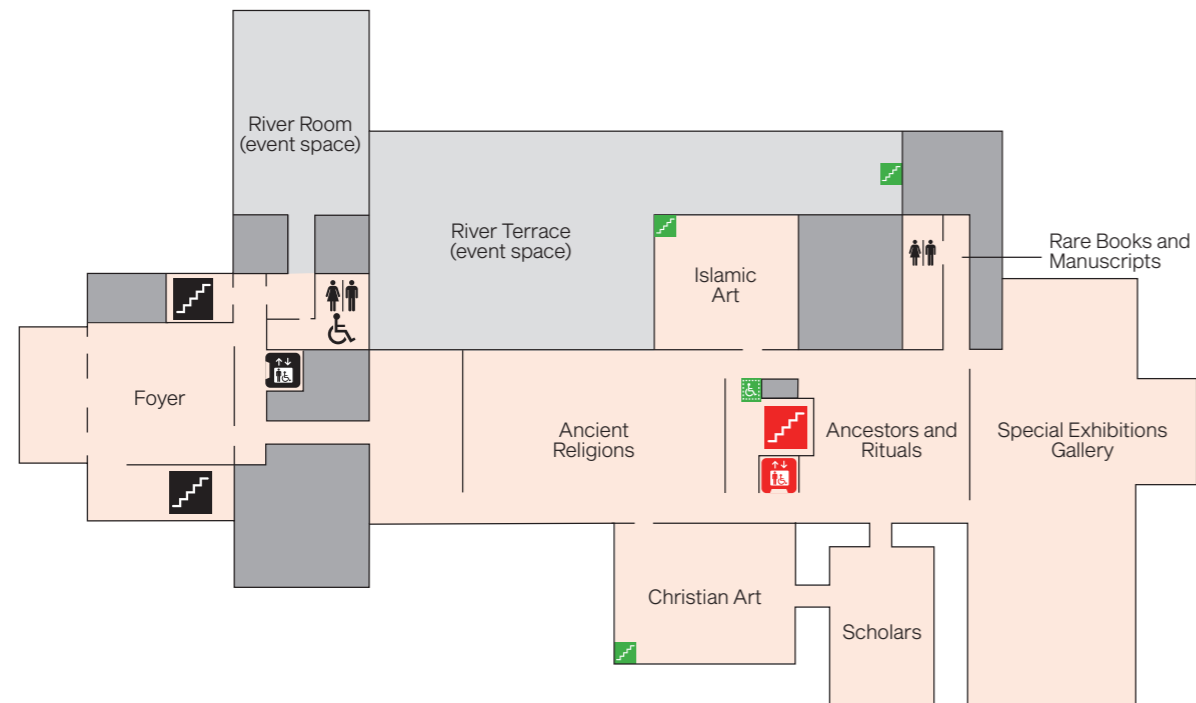 River Room
(event space)
River Terrace
(event space)
Islamic
Art
Rare Books and
Manuscripts
Foyer
Ancient
Religions
Ancestors and
Rituals
Special Exhibitions
Gallery
Christian Art
Scholars